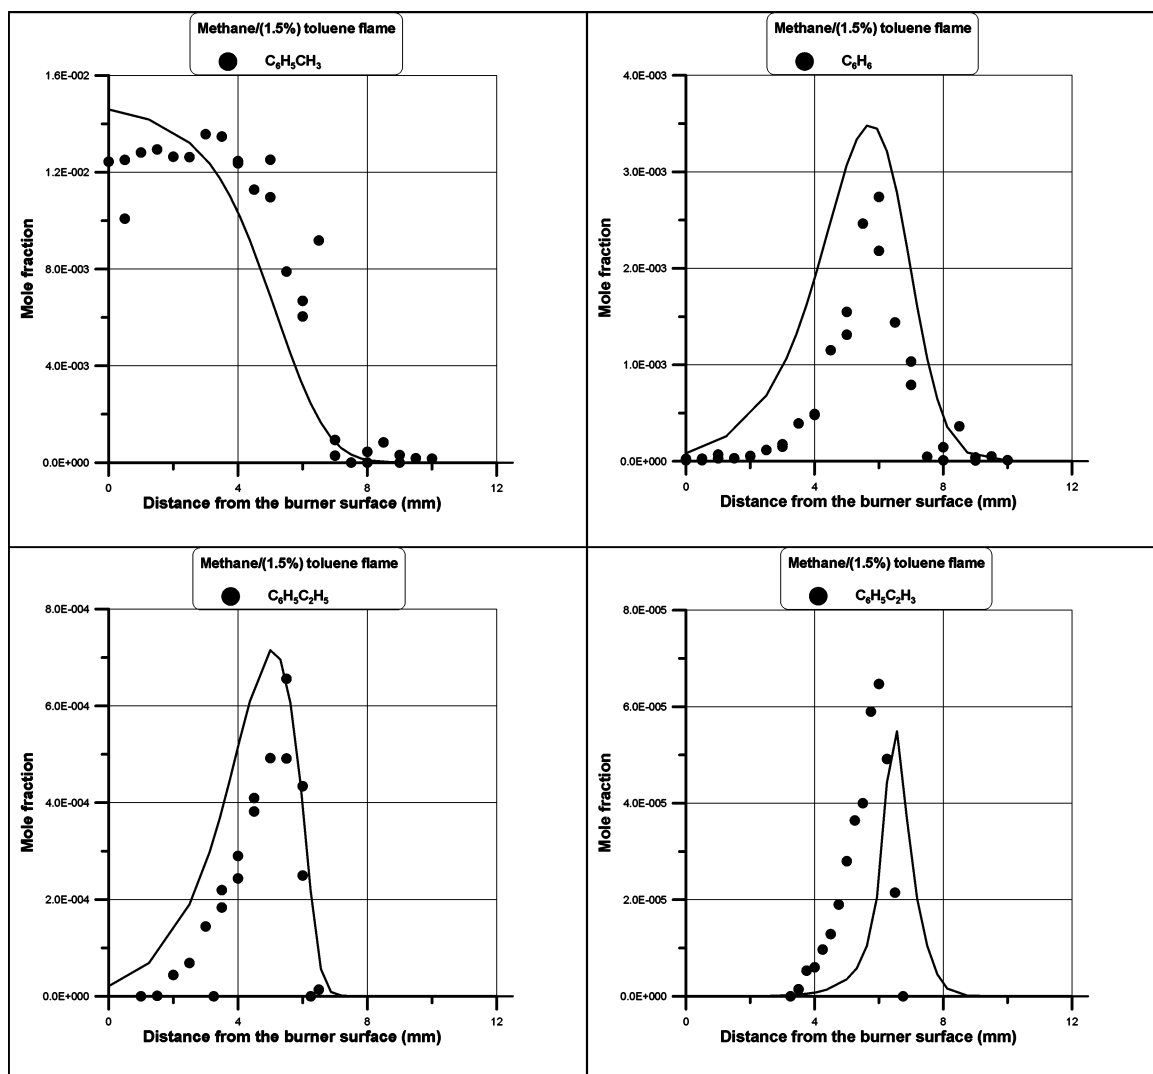 Methane/(1.5%) toluene flame
C₆H₅CH₃
1.6E-002
1.2E-002
8.0E-003
4.0E-003
0.0E+000
Mole fraction
0 4 8 12
Distance from the burner surface (mm)
Methane/(1.5%) toluene flame
C₆H₆
4.0E-003
3.0E-003
2.0E-003
1.0E-003
0.0E+000
Mole fraction
0 4 8 12
Distance from the burner surface (mm)
Methane/(1.5%) toluene flame
C₆H₅C₂H₅
8.0E-004
6.0E-004
4.0E-004
2.0E-004
0.0E+000
Mole fraction
0 4 8 12
Distance from the burner surface (mm)
Methane/(1.5%) toluene flame
C₆H₅C₂H₃
8.0E-005
6.0E-005
4.0E-005
2.0E-005
0.0E+000
Mole fraction
0 4 8 12
Distance from the burner surface (mm)